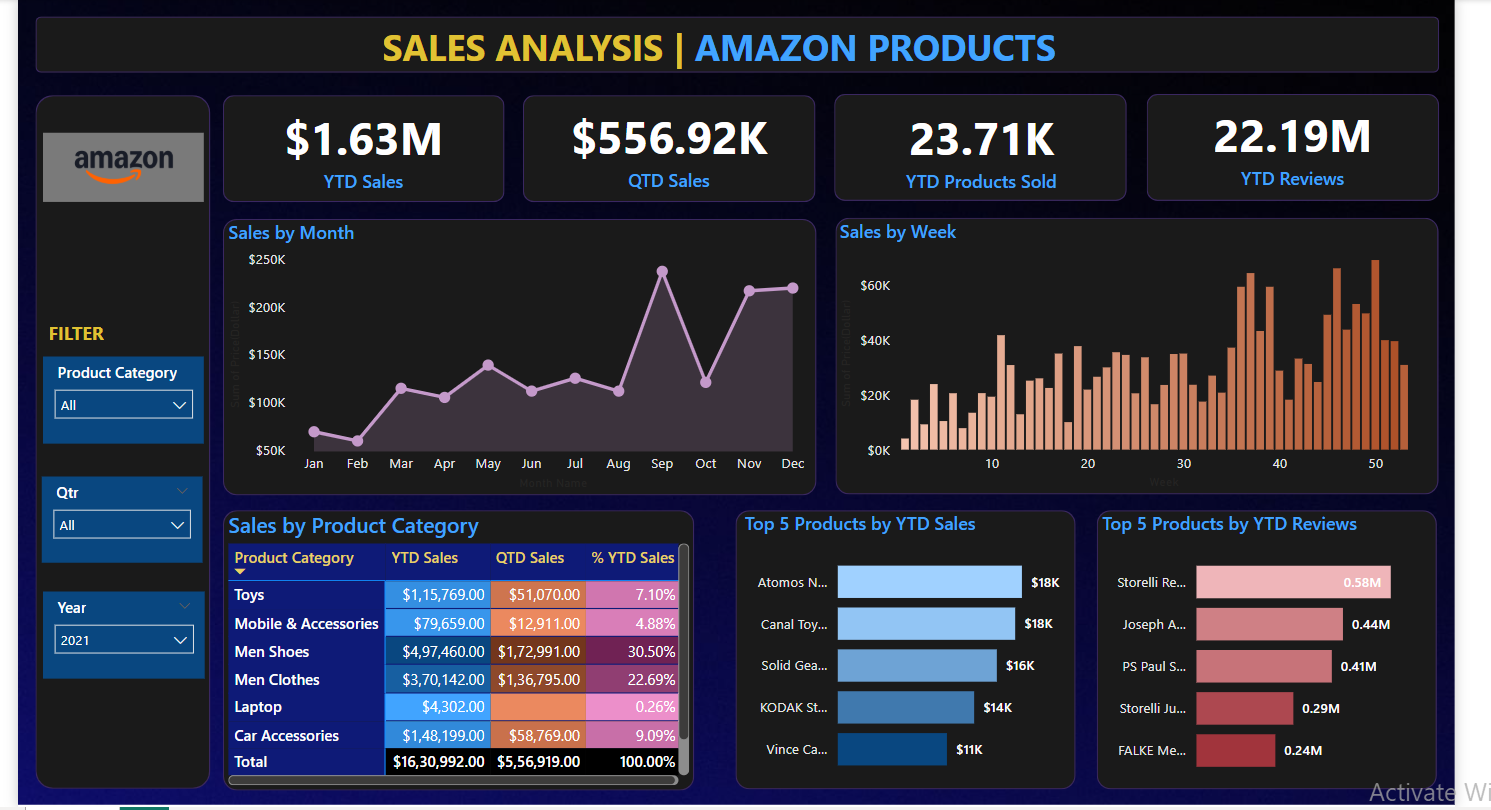 SALES ANALYSIS | AMAZON PRODUCTS
amazon
FILTER
Product Category
All
Qtr
All
Year
2021
$1.63M
YTD Sales
$556.92K
QTD Sales
23.71K
YTD Products Sold
22.19M
YTD Reviews
Sales by Month
$250K
$200K
$150K
$100K
$50K
Sum of Price(Dollar)
Jan Feb Mar Apr May Jun Jul Aug Sep Oct Nov Dec
Month Name
Sales by Week
$60K
$40K
$20K
$0K
Sum of Price(Dollar)
10 20 30 40 50
Week
Sales by Product Category
Product Category YTD Sales QTD Sales % YTD Sales
Toys $1,15,769.00 $51,070.00 7.10%
Mobile & Accessories $79,659.00 $12,911.00 4.88%
Men Shoes $4,97,460.00 $1,72,991.00 30.50%
Men Clothes $3,70,142.00 $1,36,795.00 22.69%
Laptop $4,302.00 0.26%
Car Accessories $1,48,199.00 $58,769.00 9.09%
Total $16,30,992.00 $5,56,919.00 100.00%
Top 5 Products by YTD Sales
Atomos N... $18K
Canal Toy... $18K
Solid Gea... $16K
KODAK St... $14K
Vince Ca... $11K
Top 5 Products by YTD Reviews
Storelli Re... 0.58M
Joseph A... 0.44M
PS Paul S... 0.41M
Storelli Ju... 0.29M
FALKE Me... 0.24M
Activate Wi